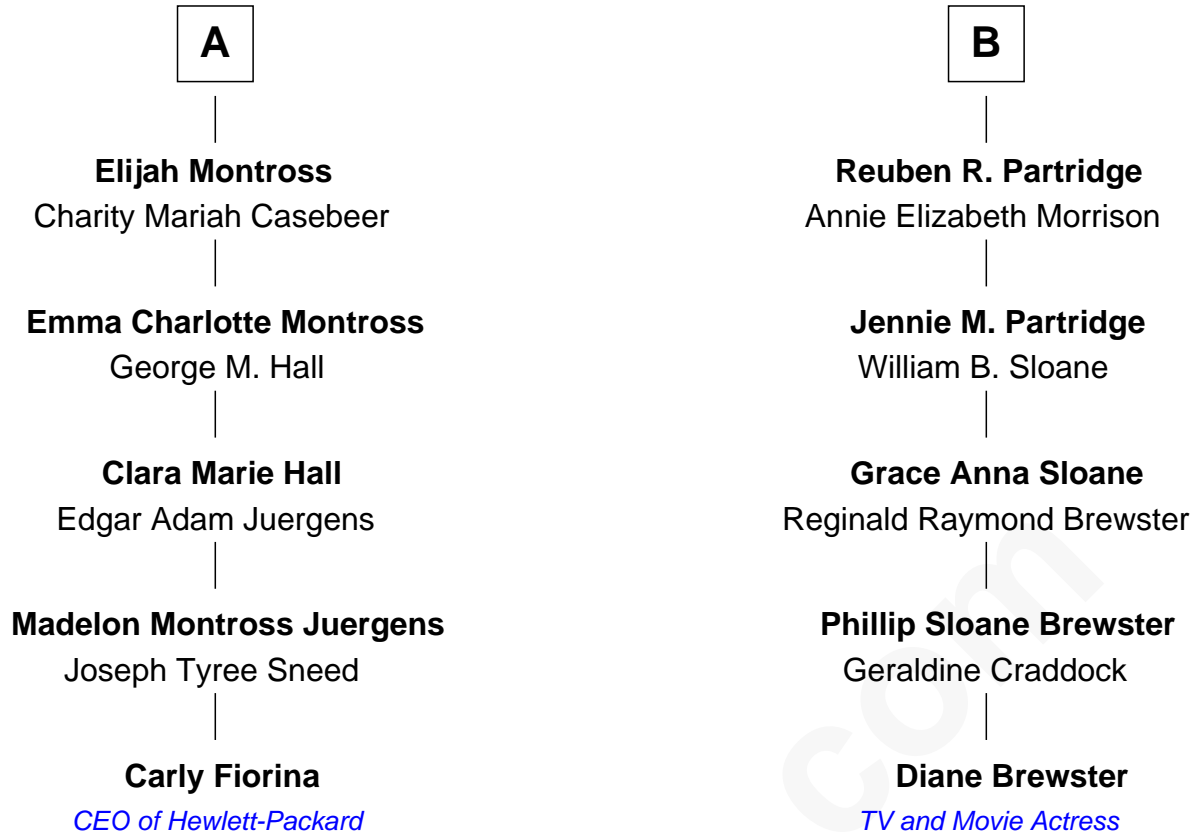 A
Elijah Montross
Charity Mariah Casebeer
Emma Charlotte Montross
George M. Hall
Clara Marie Hall
Edgar Adam Juergens
Madelon Montross Juergens
Joseph Tyree Sneed
Carly Fiorina
CEO of Hewlett-Packard
B
Reuben R. Partridge
Annie Elizabeth Morrison
Jennie M. Partridge
William B. Sloane
Grace Anna Sloane
Reginald Raymond Brewster
Phillip Sloane Brewster
Geraldine Craddock
Diane Brewster
TV and Movie Actress
com